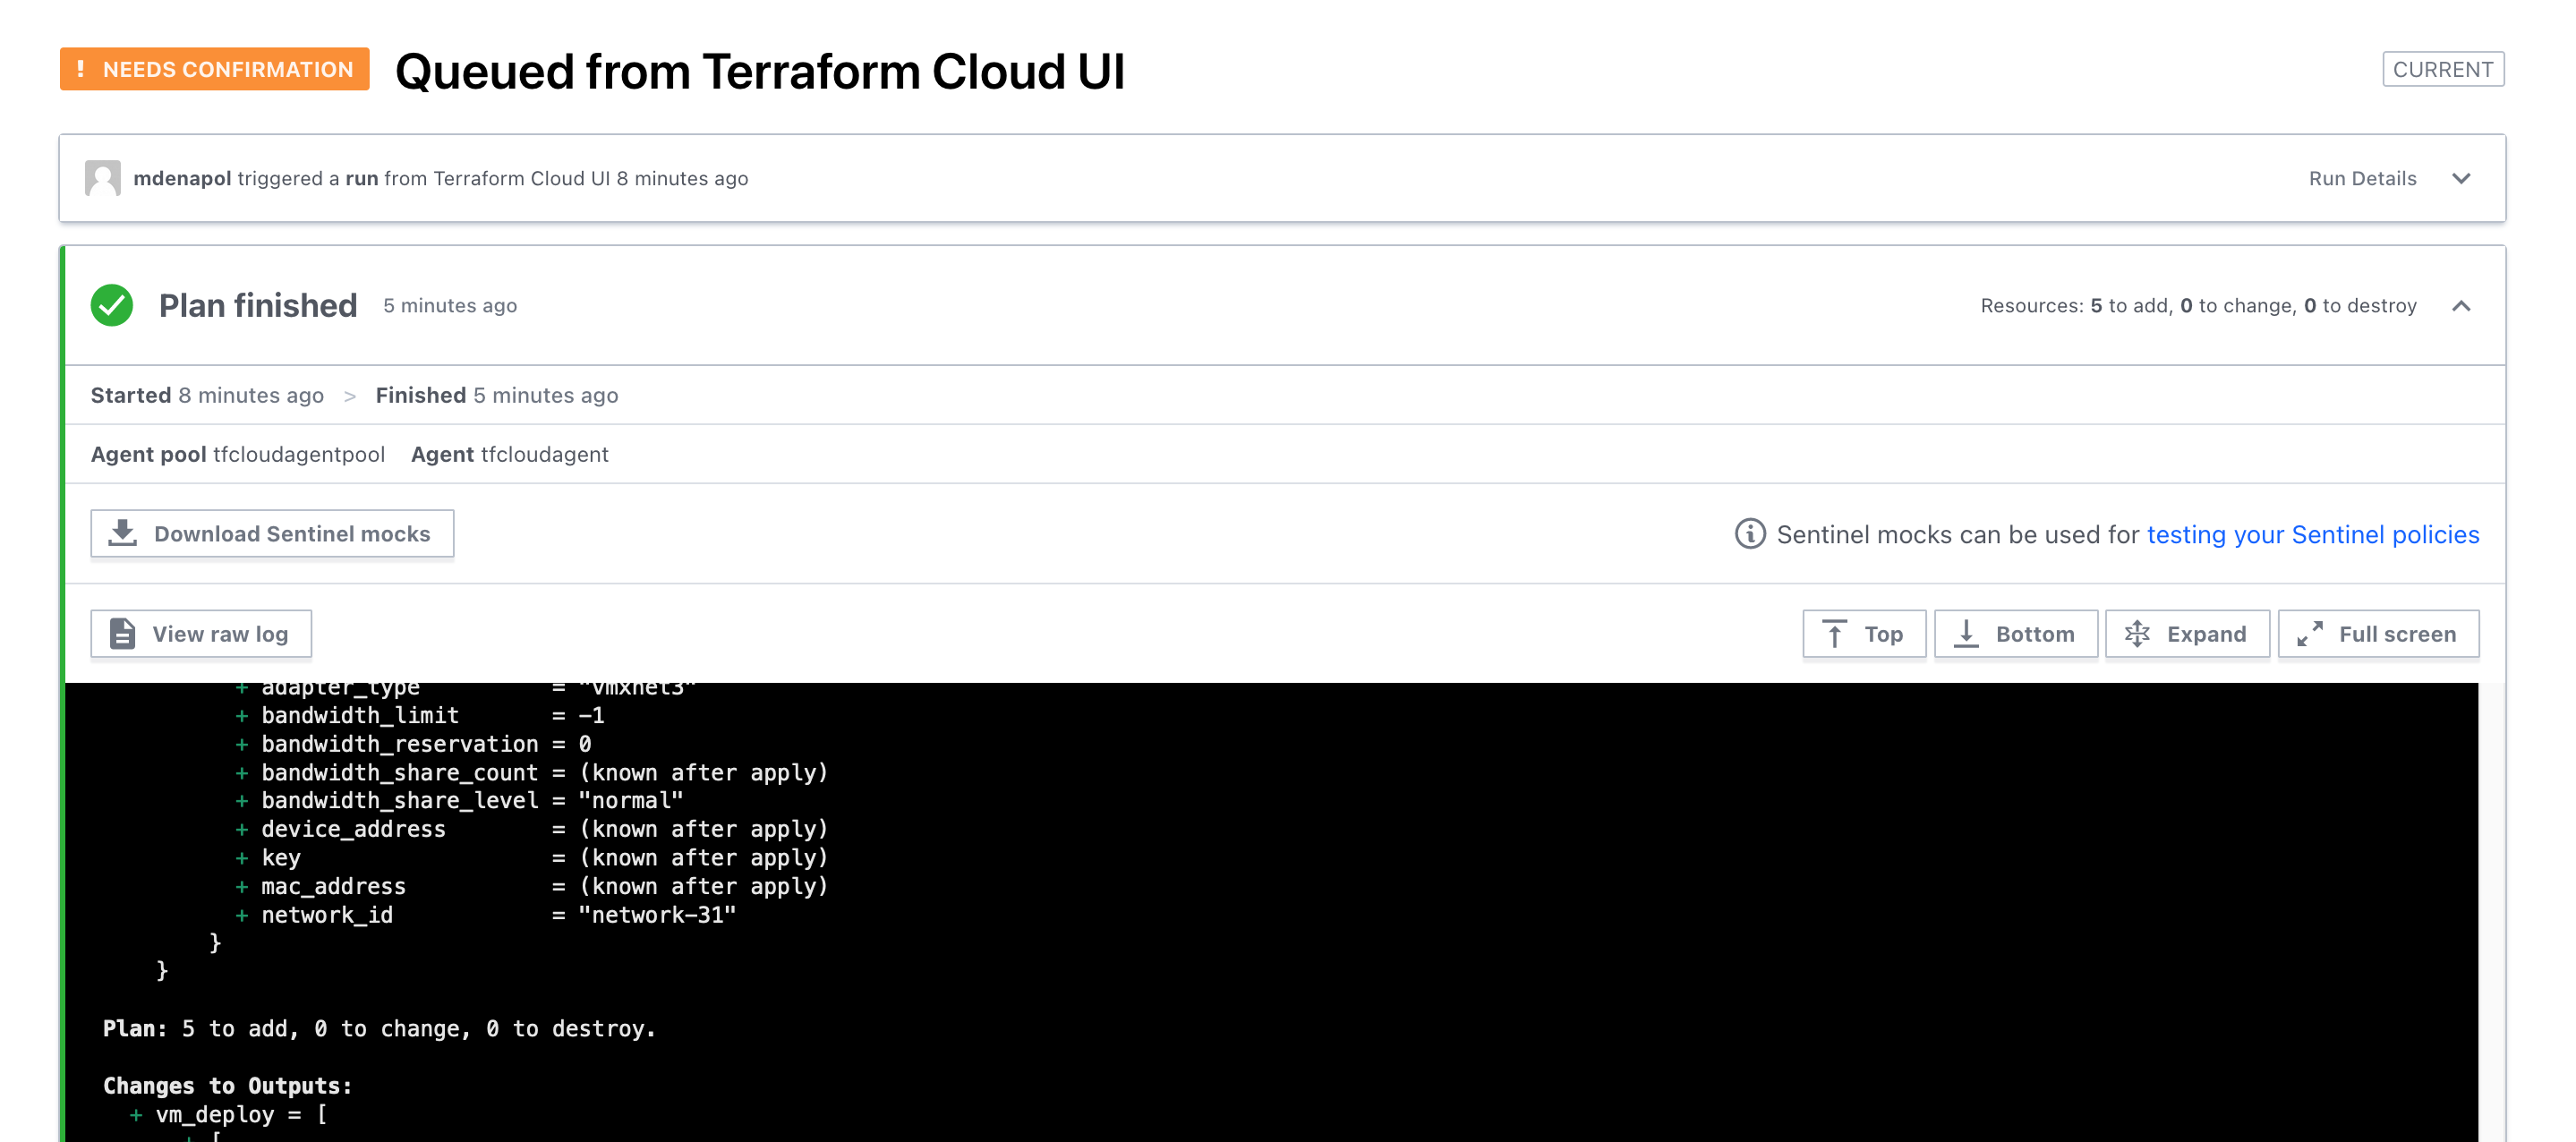 ! NEEDS CONFIRMATION Queued from Terraform Cloud UI CURRENT
mdenapol triggered a run from Terraform Cloud UI 8 minutes ago Run Details
Plan finished 5 minutes ago Resources: 5 to add, 0 to change, 0 to destroy
Started 8 minutes ago > Finished 5 minutes ago
Agent pool tfcloudagentpool Agent tfcloudagent
Download Sentinel mocks Sentinel mocks can be used for testing your Sentinel policies
View raw log Top Bottom Expand Full screen
+ adapter_type = "vmxnet3"
+ bandwidth_limit = -1
+ bandwidth_reservation = 0
+ bandwidth_share_count = (known after apply)
+ bandwidth_share_level = "normal"
+ device_address = (known after apply)
+ key = (known after apply)
+ mac_address = (known after apply)
+ network_id = "network-31"
}
}
Plan: 5 to add, 0 to change, 0 to destroy.
Changes to Outputs:
+ vm_deploy = [
+ [